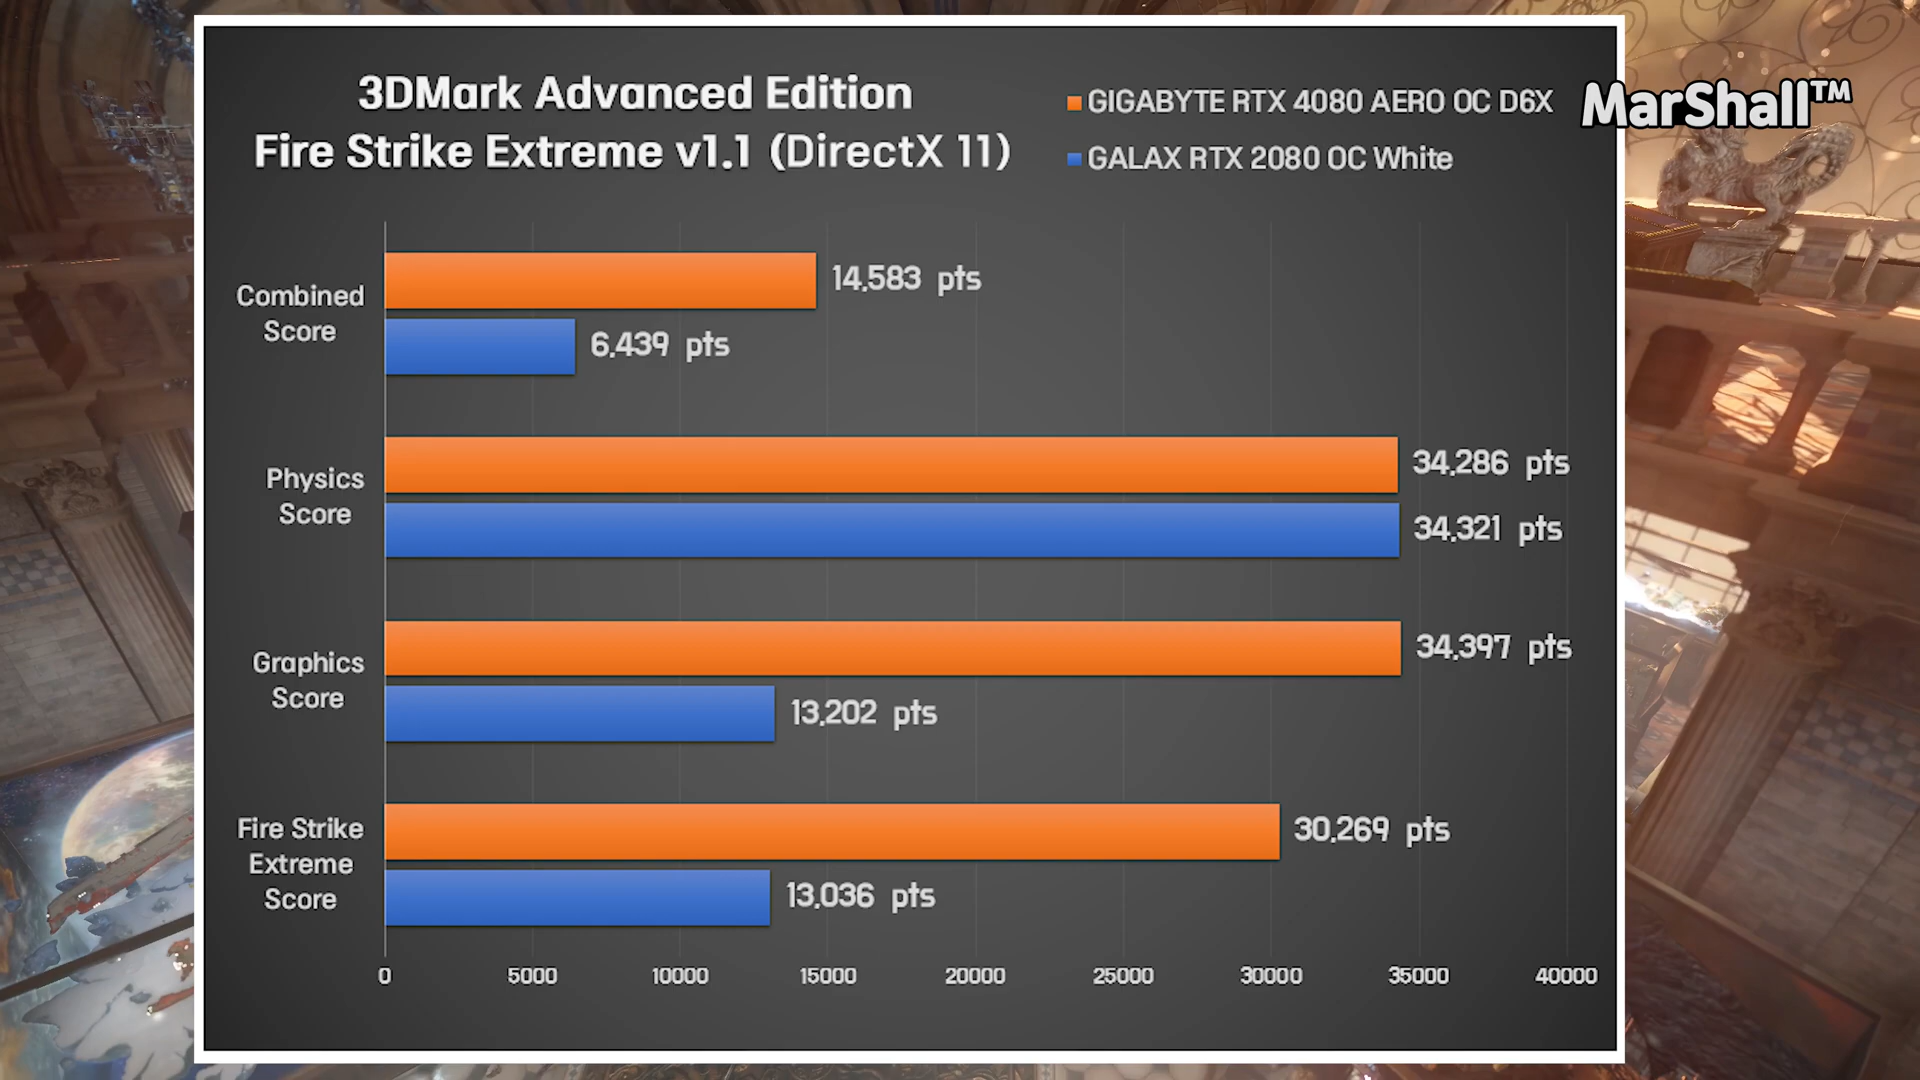 3DMark Advanced Edition
Fire Strike Extreme v1.1 (DirectX 11)
GIGABYTE RTX 4080 AERO OC D6X
GALAX RTX 2080 OC White
MarShall™
Combined
Score
14,583 pts
6,439 pts
Physics
Score
34,286 pts
34,321 pts
Graphics
Score
34,397 pts
13,202 pts
Fire Strike
Extreme
Score
30,269 pts
13,036 pts
0 5000 10000 15000 20000 25000 30000 35000 40000